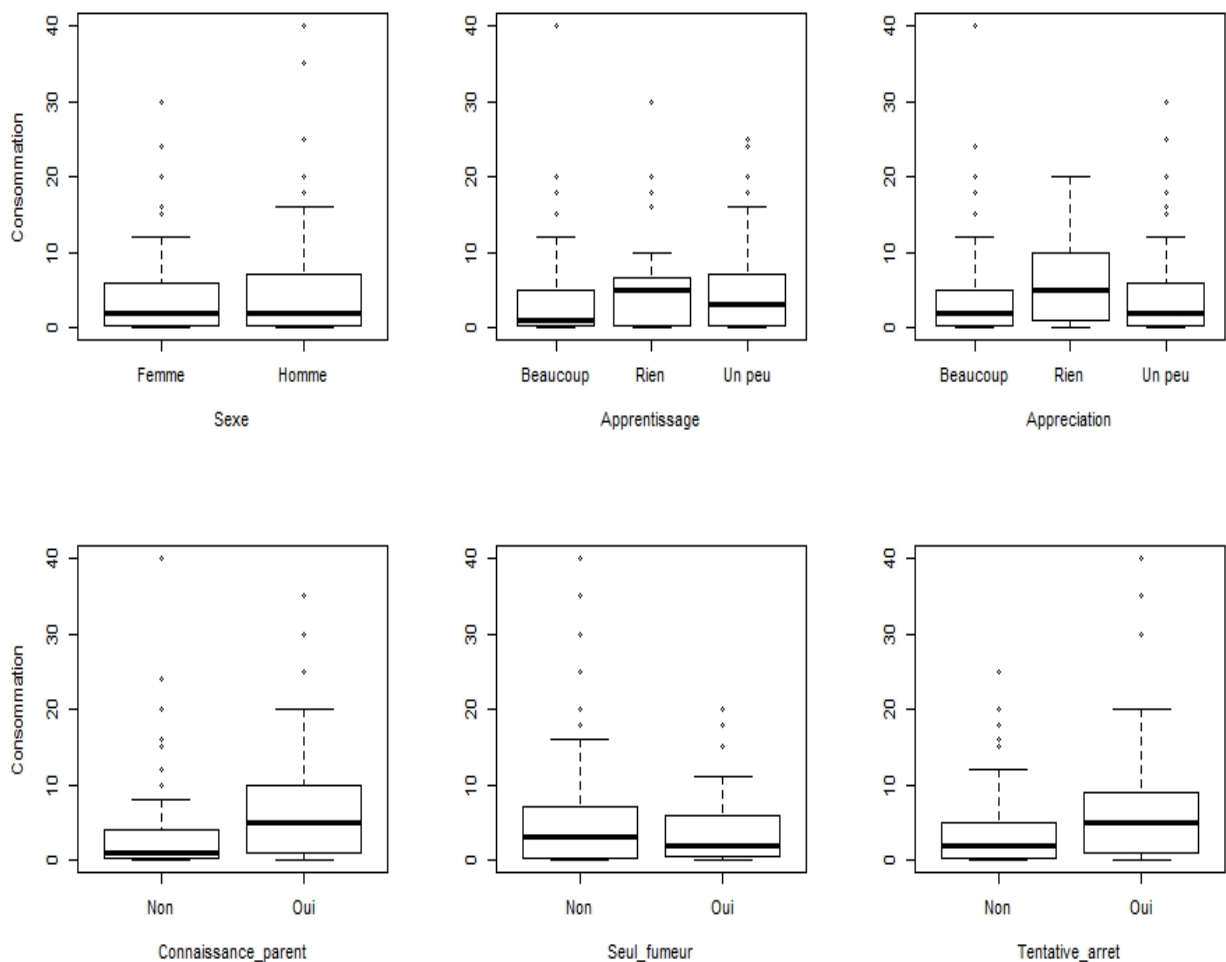 40 40 40
30 30 30
Consommation
20 20 20
10 10 10
0 0 0
Femme Homme Beaucoup Rien Un peu Beaucoup Rien Un peu
Sexe Apprentissage Appreciation
40 40 40
30 30 30
Consommation
20 20 20
10 10 10
0 0 0
Non Oui Non Oui Non Oui
Connaissance_parent Seul_fumeur Tentative_arret